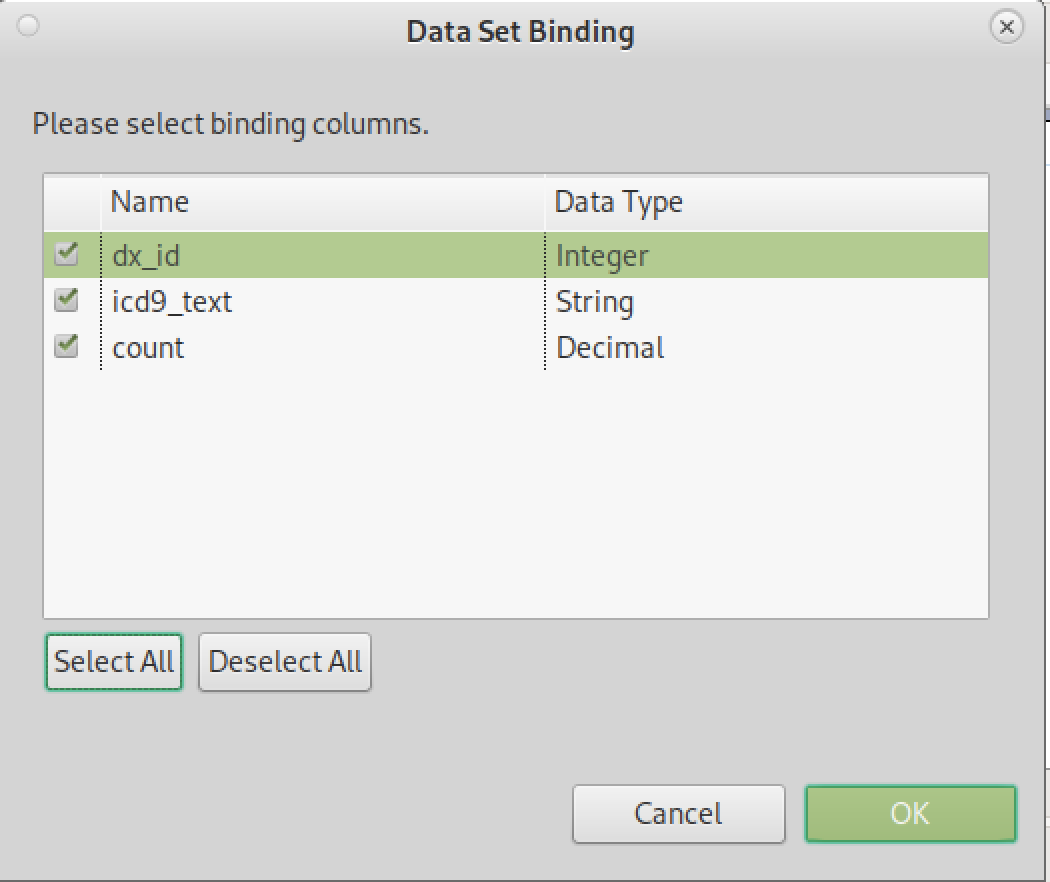 Data Set Binding
Please select binding columns.
Name Data Type
dx_id Integer
icd9_text String
count Decimal
Select All Deselect All
Cancel OK